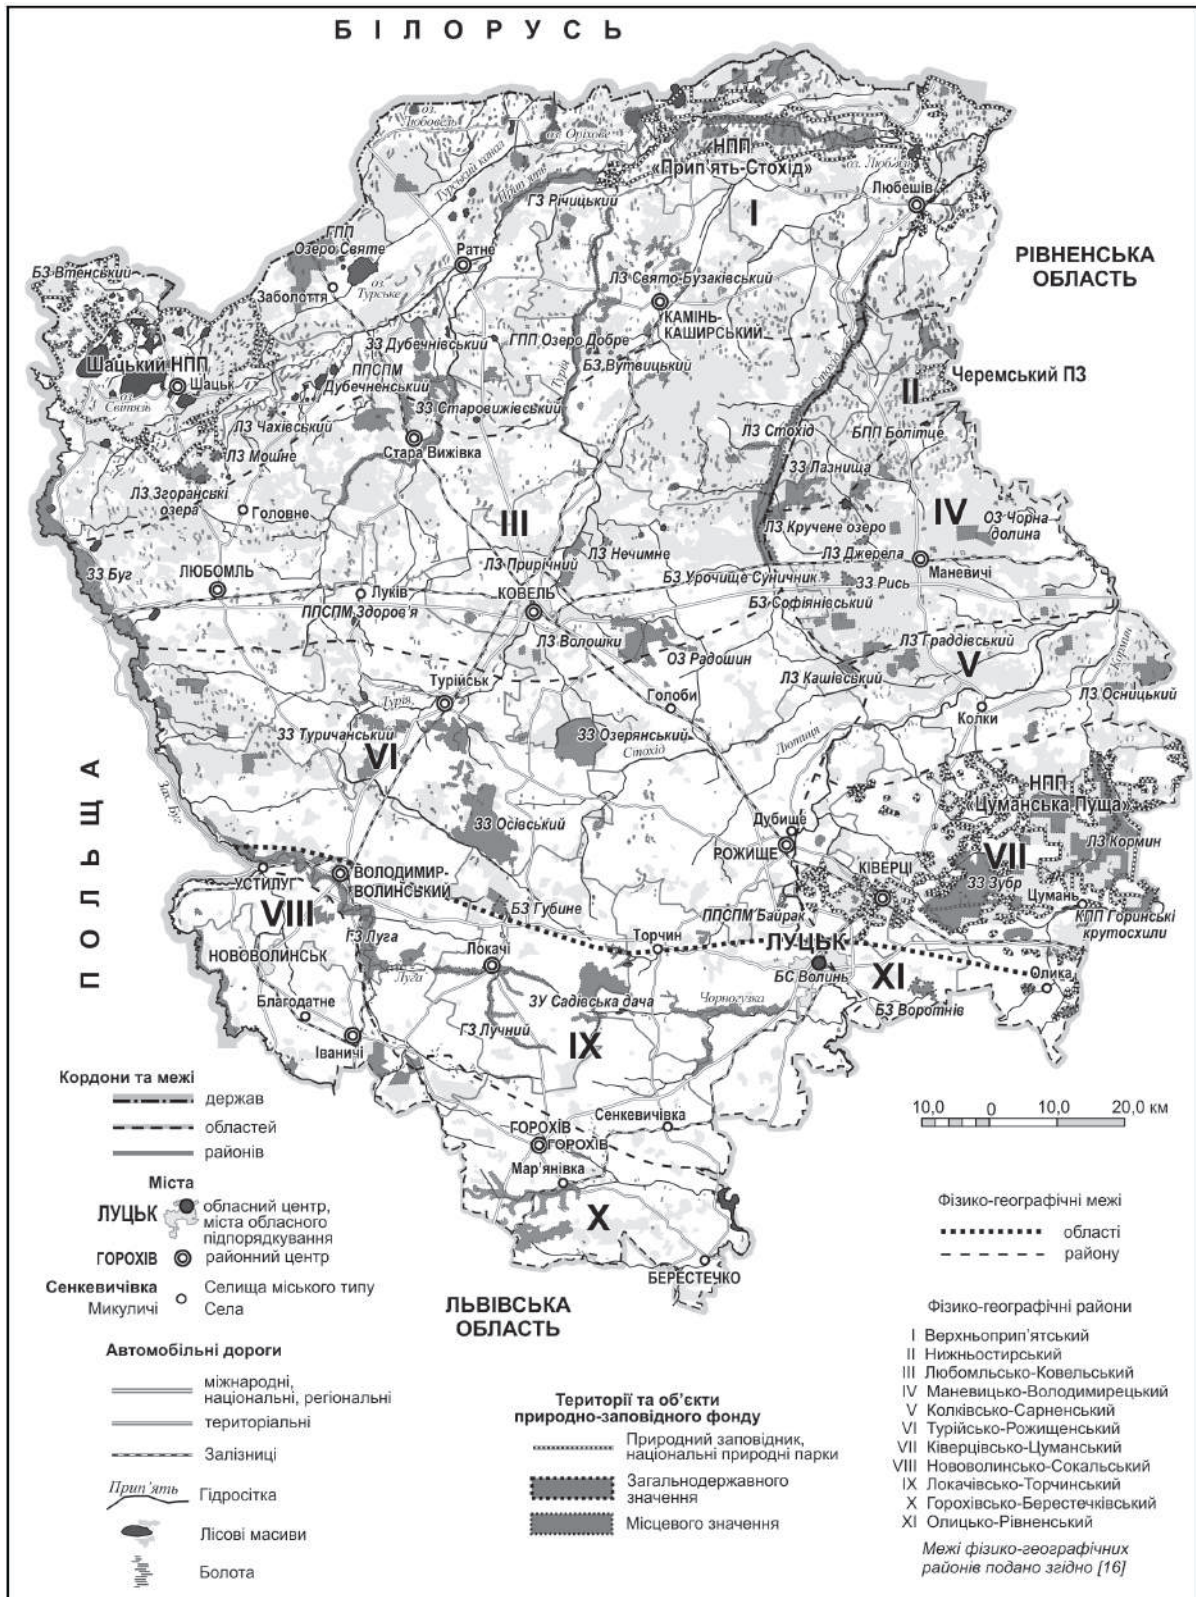 БІЛОРУСЬ
оз.
Любовель
оз. Оріхове
Турський канал
Прип'ять
НПП
«Прип'ять-Стохід»
оз. Люб'язь
Любешів
ГЗ Річицький
I
ГПП
Озеро Святе
Ратне
РІВНЕНСЬКА
ОБЛАСТЬ
БЗ Втенський
Заболоття
оз.
Турське
ЛЗ Свято-Бузаківський
КАМІНЬ-
КАШИРСЬКИЙ
ЗЗ Дубечнівський
ГПП Озеро Добре
Шацький НПП
Шацьк
ППСПМ
Дубечненський
Турія
БЗ Вутвицький
Стохід
Черемський ПЗ
II
оз.
Світязь
ЗЗ Старовижівський
ЛЗ Чахівський
ЛЗ Стохід
БПП Болітце
Стара Вижівка
ЛЗ Мошне
ЗЗ Лазнища
ЛЗ Згоранські
озера
Головне
III
IV
ОЗ Чорна
долина
ЛЗ Кручене озеро
ЛЗ Нечимне
ЛЗ Джерела
ЗЗ Буг
ЛЮБОМЛЬ
ЛЗ Прирічний
Маневичі
БЗ Урочище Суничник
ЗЗ Рись
Луків
КОВЕЛЬ
ППСПМ Здоров'я
БЗ Софіянівський
ЛЗ Волошки
ЛЗ Граддівський
ОЗ Радошин
V
Кормин
Турійськ
ЛЗ Кашівський
ЛЗ Осницький
Голоби
Турія
Колки
ЗЗ Туричанський
ЗЗ Озерянський
Стохід
VI
НПП
«Цуманська Пуща»
Зах. Буг
ПОЛЬЩА
ЗЗ Осівський
Дубище
РОЖИЩЕ
ЛЗ Кормин
VII
КІВЕРЦІ
УСТИЛУГ
ВОЛОДИМИР-
ВОЛИНСЬКИЙ
ЗЗ Зубр
Цумань
VIII
БЗ Губине
ППСПМ Байрак
КПП Горинські
крутосхили
ГЗ Луга
Торчин
ЛУЦЬК
Локачі
НОВОВОЛИНСЬК
Луга
БС Волинь
XI
Олика
Благодатне
ЗУ Садівська дача
Чорногузка
БЗ Воротнів
ГЗ Лучний
IX
Іваничі
Кордони та межі
держав
областей
районів
10,0 0 10,0 20,0 км
Сенкевичівка
ГОРОХІВ
ГОРОХІВ
Мар'янівка
Міста
ЛУЦЬК
обласний центр,
міста обласного
підпорядкування
X
Фізико-географічні межі
області
району
ГОРОХІВ районний центр
БЕРЕСТЕЧКО
Сенкевичівка Селища міського типу
Микуличі Села
ЛЬВІВСЬКА
ОБЛАСТЬ
Автомобільні дороги
міжнародні,
національні, регіональні
територіальні
Залізниці
Прип'ять Гідросітка
Лісові масиви
Болота
Території та об'єкти
природно-заповідного фонду
Природний заповідник,
національні природні парки
Загальнодержавного
значення
Місцевого значення
Фізико-географічні райони
I Верхньоприп'ятський
II Нижньостирський
III Любомльсько-Ковельський
IV Маневицько-Володимирецький
V Колківсько-Сарненський
VI Турійсько-Рожищенський
VII Ківерцівсько-Цуманський
VIII Нововолинсько-Сокальський
IX Локачівсько-Торчинський
X Горохівсько-Берестечківський
XI Олицько-Рівненський
Межі фізико-географічних
районів подано згідно [16]